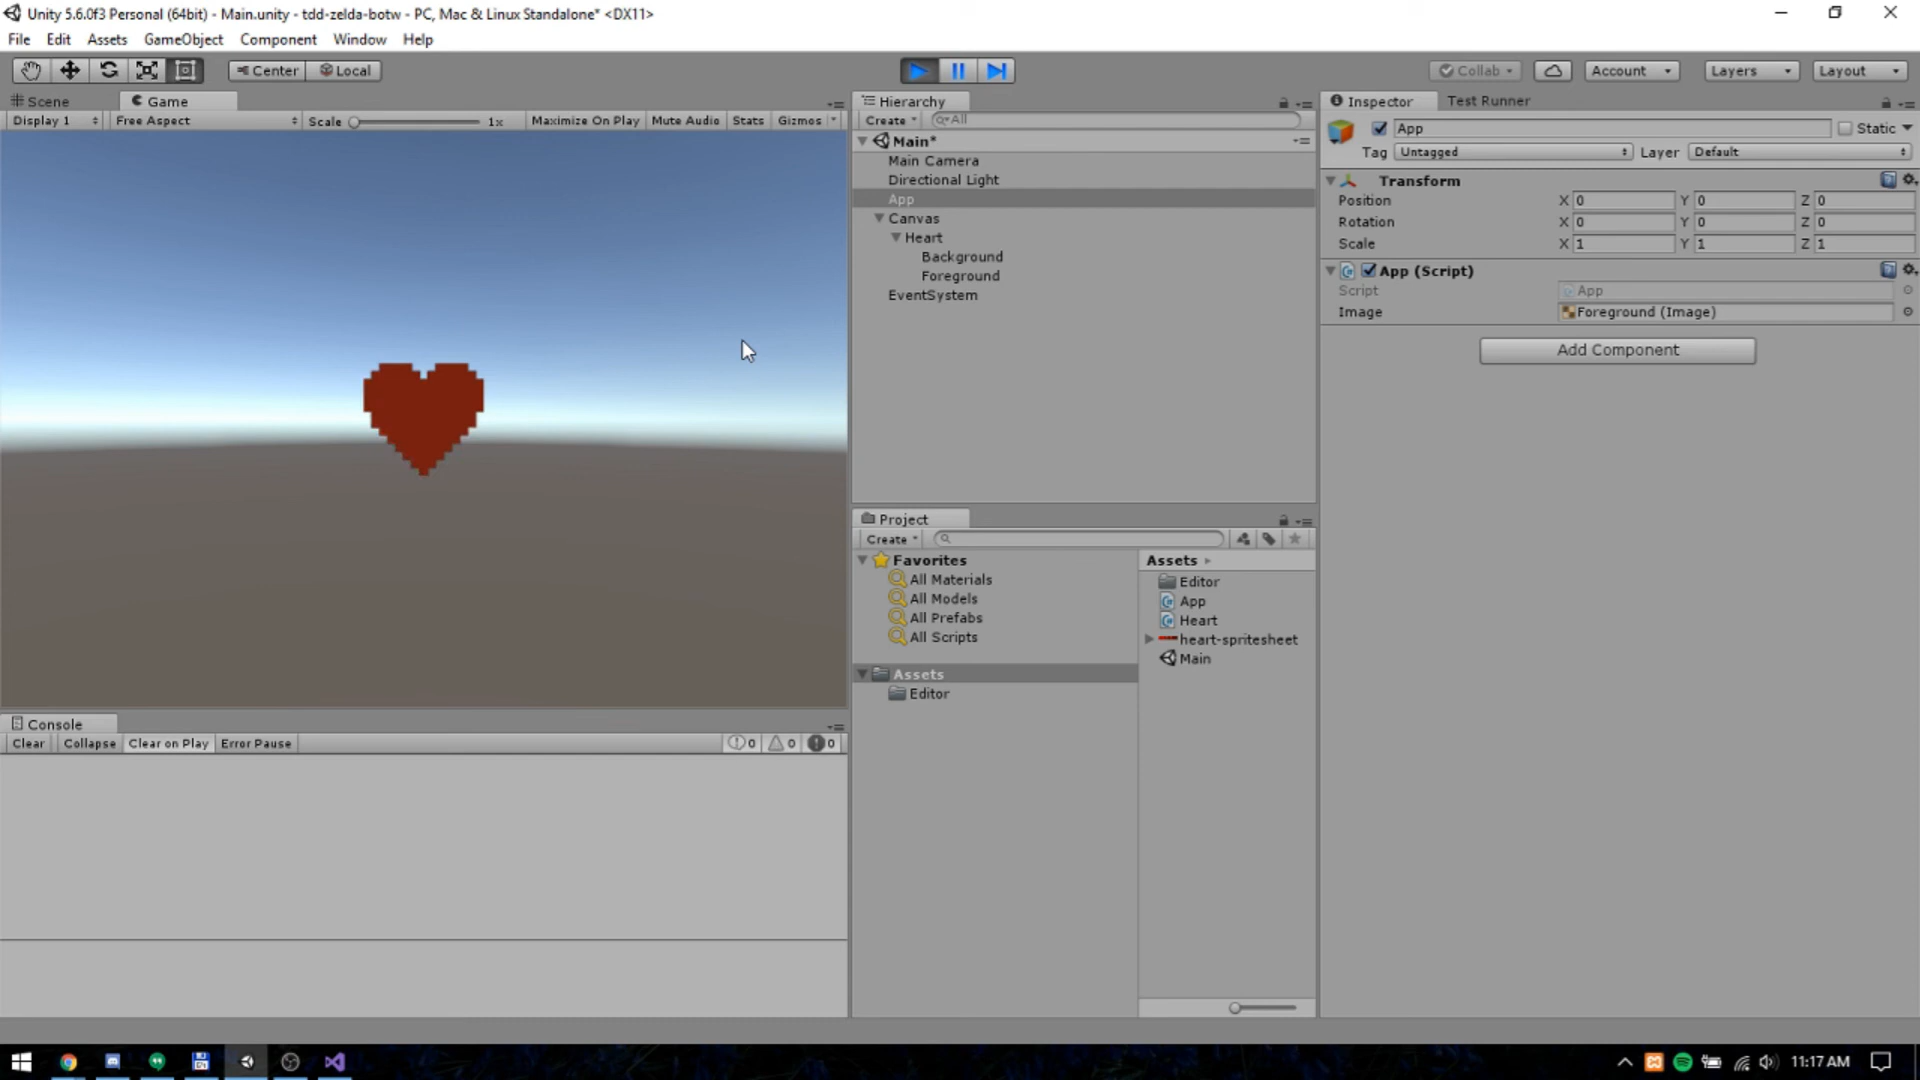 Unity 5.6.0f3 Personal (64bit) - Main.unity - tdd-zelda-botw - PC, Mac & Linux Standalone* <DX11>
File Edit Assets GameObject Component Window Help
Center Local Collab Account Layers Layout
Scene Game
Display 1 Free Aspect Scale 1x Maximize On Play Mute Audio Stats Gizmos
Hierarchy
Create All
Main*
Main Camera
Directional Light
App
Canvas
Heart
Background
Foreground
EventSystem
Inspector Test Runner
App Static
Tag Untagged Layer Default
Transform
Position X 0 Y 0 Z 0
Rotation X 0 Y 0 Z 0
Scale X 1 Y 1 Z 1
App (Script)
Script App
Image Foreground (Image)
Add Component
Project
Create
Favorites
All Materials
All Models
All Prefabs
All Scripts
Assets
Editor
Assets
Editor
App
Heart
heart-spritesheet
Main
Console
Clear Collapse Clear on Play Error Pause 0 0 0
11:17 AM